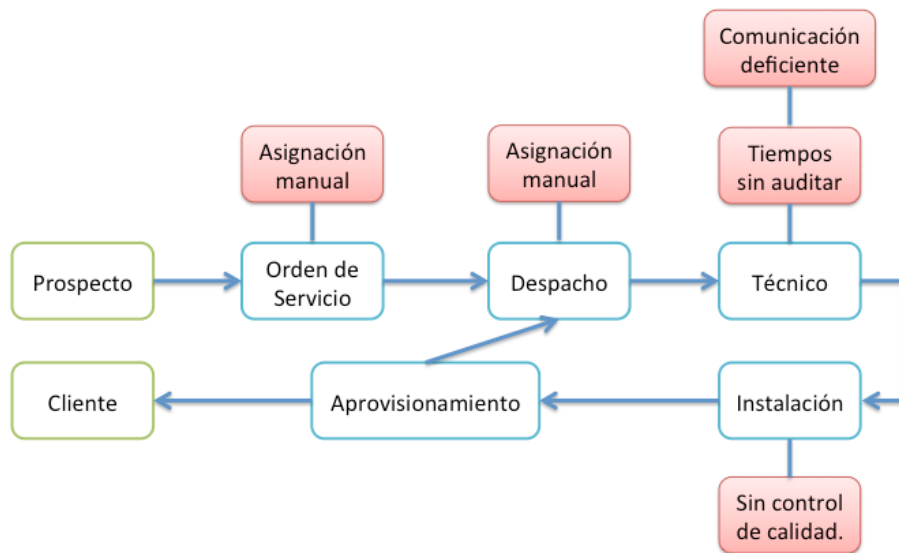 Comunicación
deficiente
Asignación
manual
Asignación
manual
Tiempos
sin auditar
Prospecto
Orden de
Servicio
Despacho
Técnico
Cliente
Aprovisionamiento
Instalación
Sin control
de calidad.